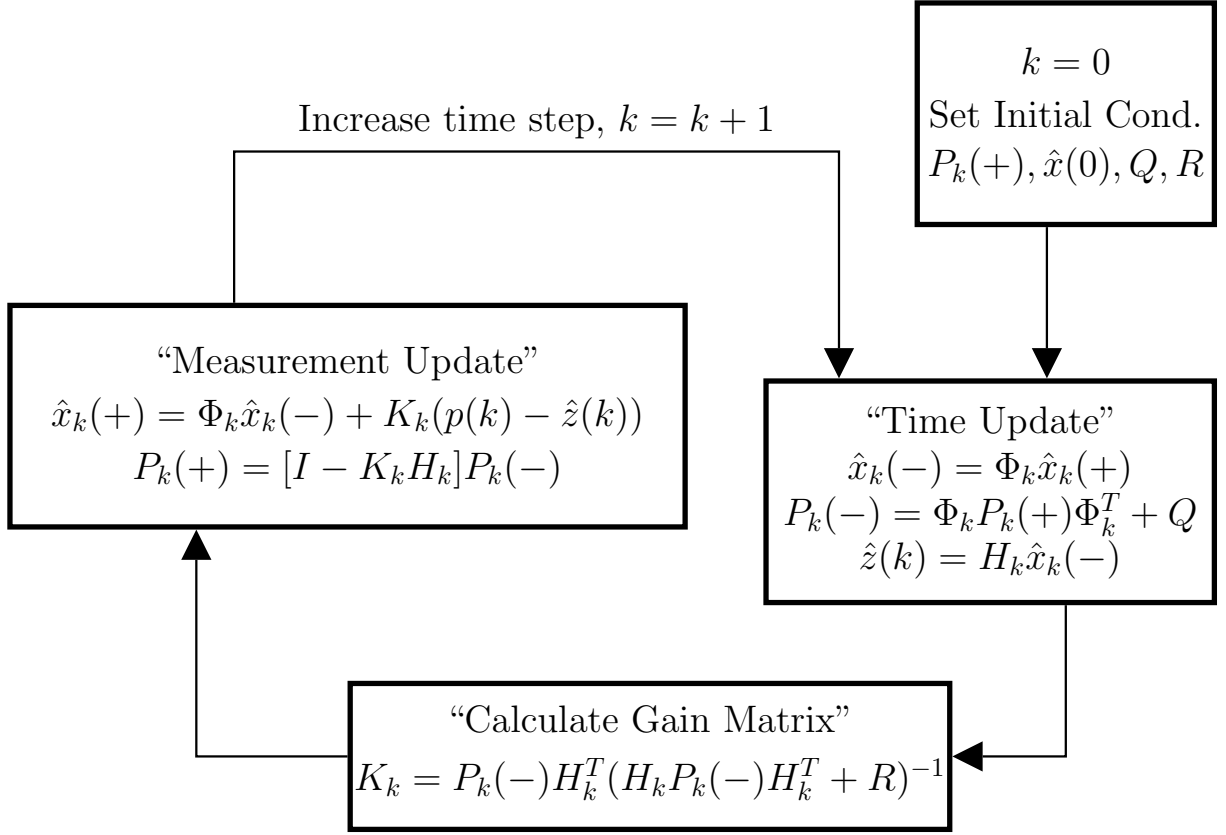 k = 0
Set Initial Cond.
P_k(+), x̂(0), Q, R
Increase time step, k = k + 1
“Measurement Update”
x̂_k(+) = Φ_k x̂_k(−) + K_k(p(k) − ẑ(k))
P_k(+) = [I − K_k H_k]P_k(−)
“Time Update”
x̂_k(−) = Φ_k x̂_k(+)
P_k(−) = Φ_k P_k(+)Φ_k^T + Q
ẑ(k) = H_k x̂_k(−)
“Calculate Gain Matrix”
K_k = P_k(−)H_k^T(H_k P_k(−)H_k^T + R)^{−1}